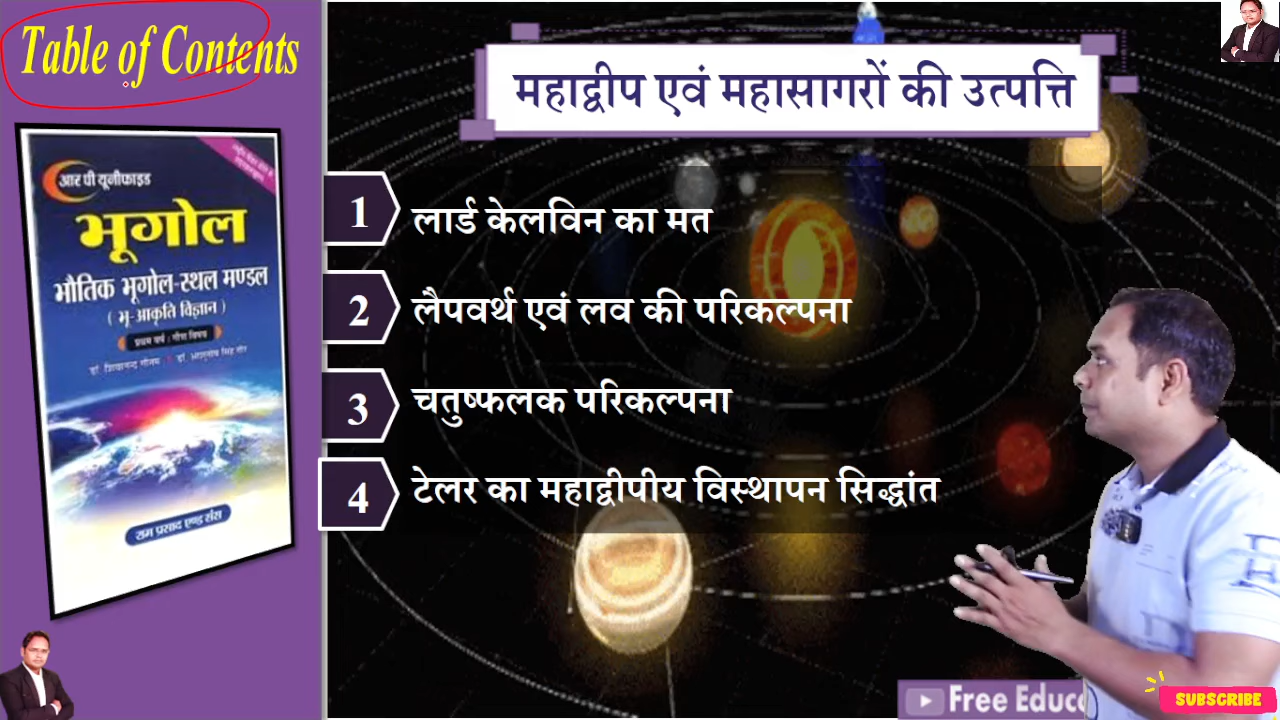 Table of Contents
महाद्वीप एवं महासागरों की उत्पत्ति
आर पी यूनीफाइड
भूगोल
भौतिक भूगोल-स्थल मण्डल
( भू-आकृति विज्ञान )
राम प्रसाद एण्ड संस
1 लार्ड केलविन का मत
2 लैपवर्थ एवं लव की परिकल्पना
3 चतुष्फलक परिकल्पना
4 टेलर का महाद्वीपीय विस्थापन सिद्धांत
Free Educ
SUBSCRIBE